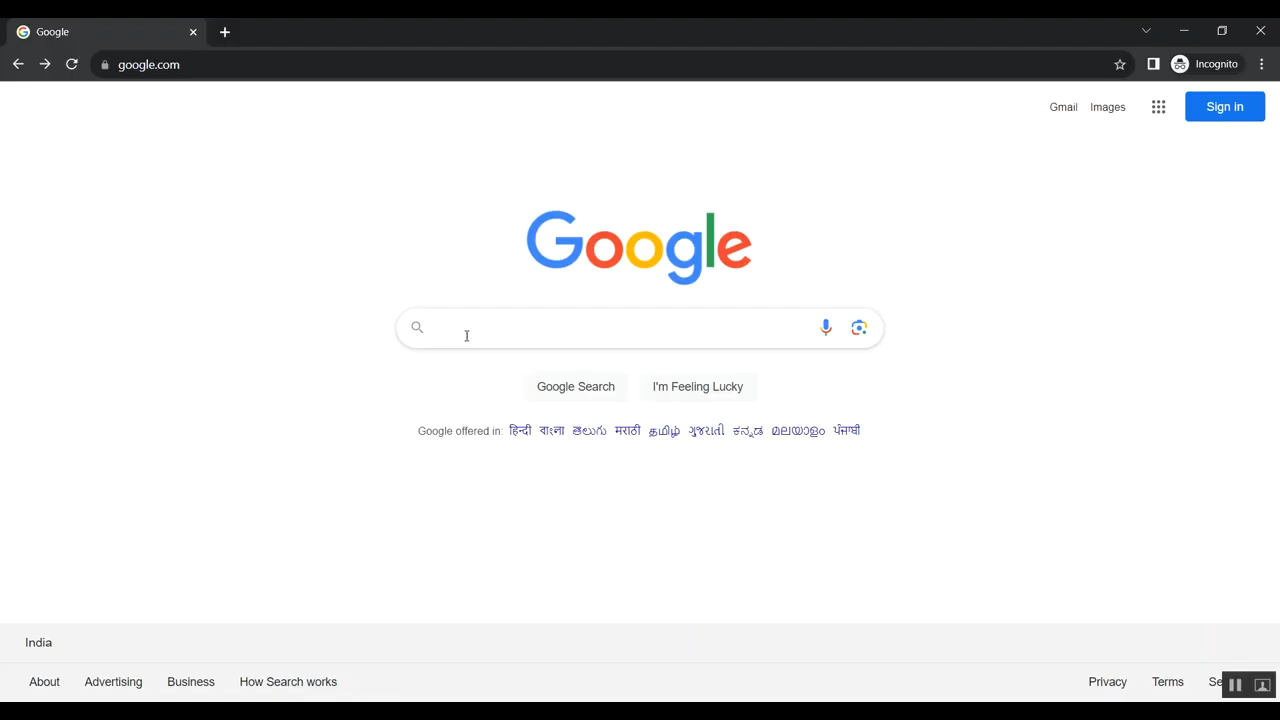 Google
google.com
Incognito
Gmail Images Sign in
Google
Google Search I'm Feeling Lucky
Google offered in: हिन्दी বাংলা తెలుగు मराठी தமிழ் ગુજરાતી ಕನ್ನಡ മലയാളം ਪੰਜਾਬੀ
India
About Advertising Business How Search works Privacy Terms